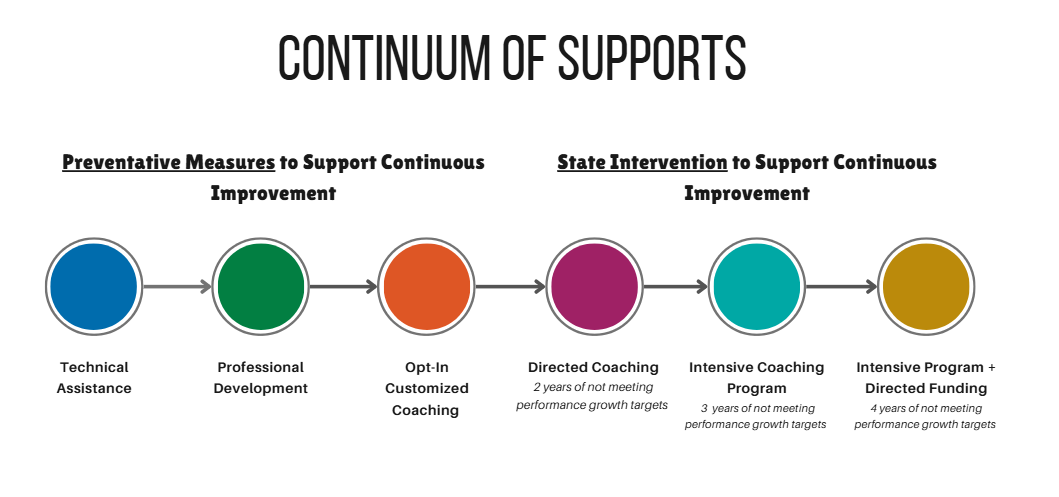 CONTINUUM OF SUPPORTS
Preventative Measures to Support Continuous
Improvement
State Intervention to Support Continuous
Improvement
Technical
Assistance
Professional
Development
Opt-In
Customized
Coaching
Directed Coaching
2 years of not meeting
performance growth targets
Intensive Coaching
Program
3 years of not meeting
performance growth targets
Intensive Program +
Directed Funding
4 years of not meeting
performance growth targets